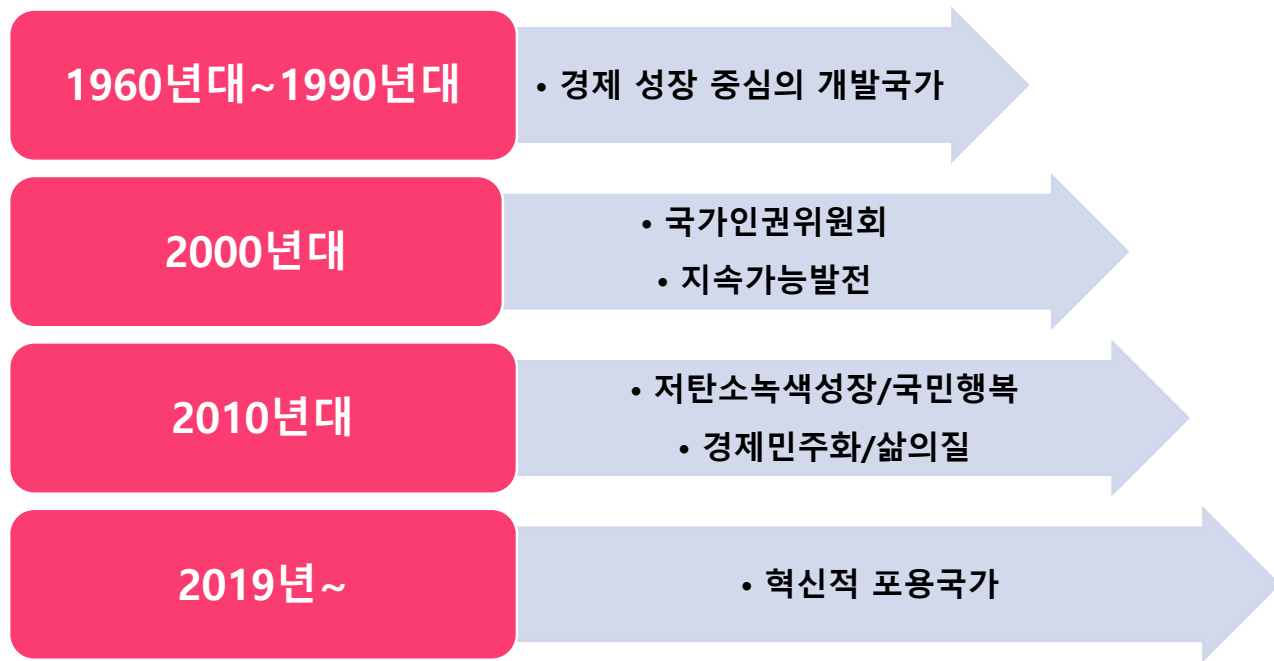 1960년대~1990년대
• 경제 성장 중심의 개발국가
2000년대
• 국가인권위원회
• 지속가능발전
2010년대
• 저탄소녹색성장/국민행복
• 경제민주화/삶의질
2019년~
• 혁신적 포용국가